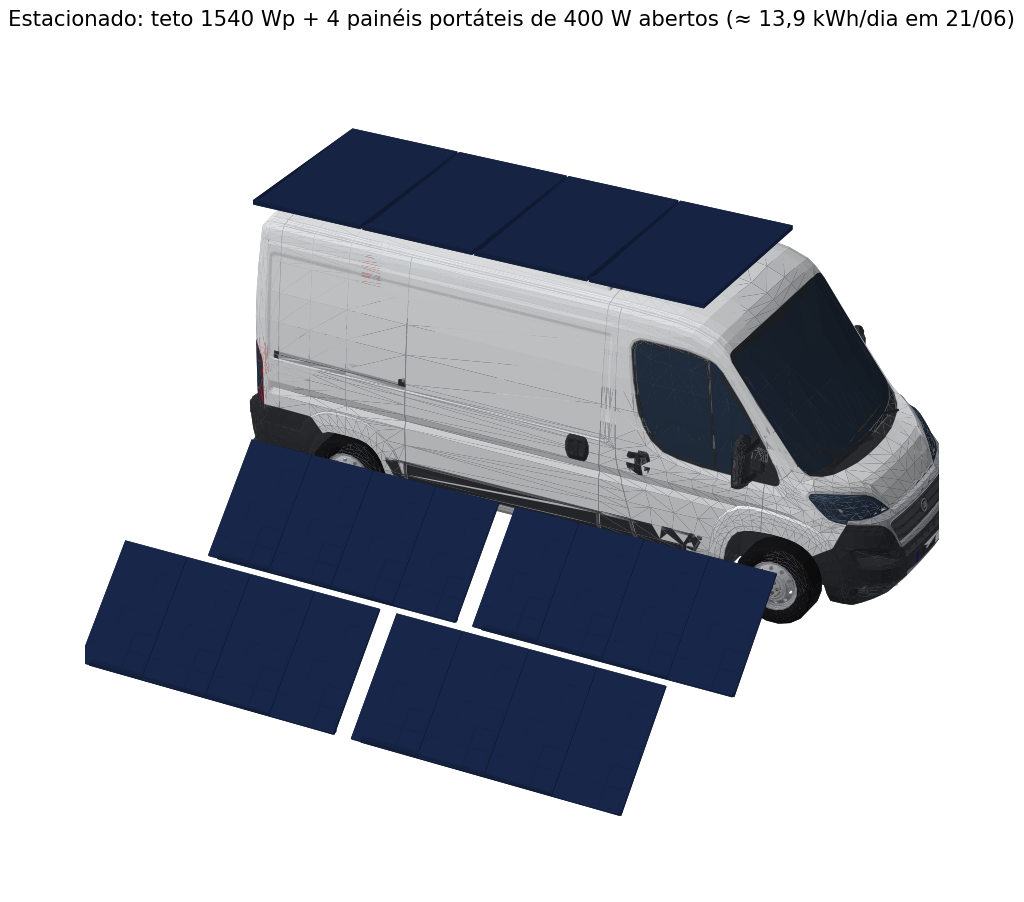 Estacionado: teto 1540 Wp + 4 painéis portáteis de 400 W abertos (≈ 13,9 kWh/dia em 21/06)